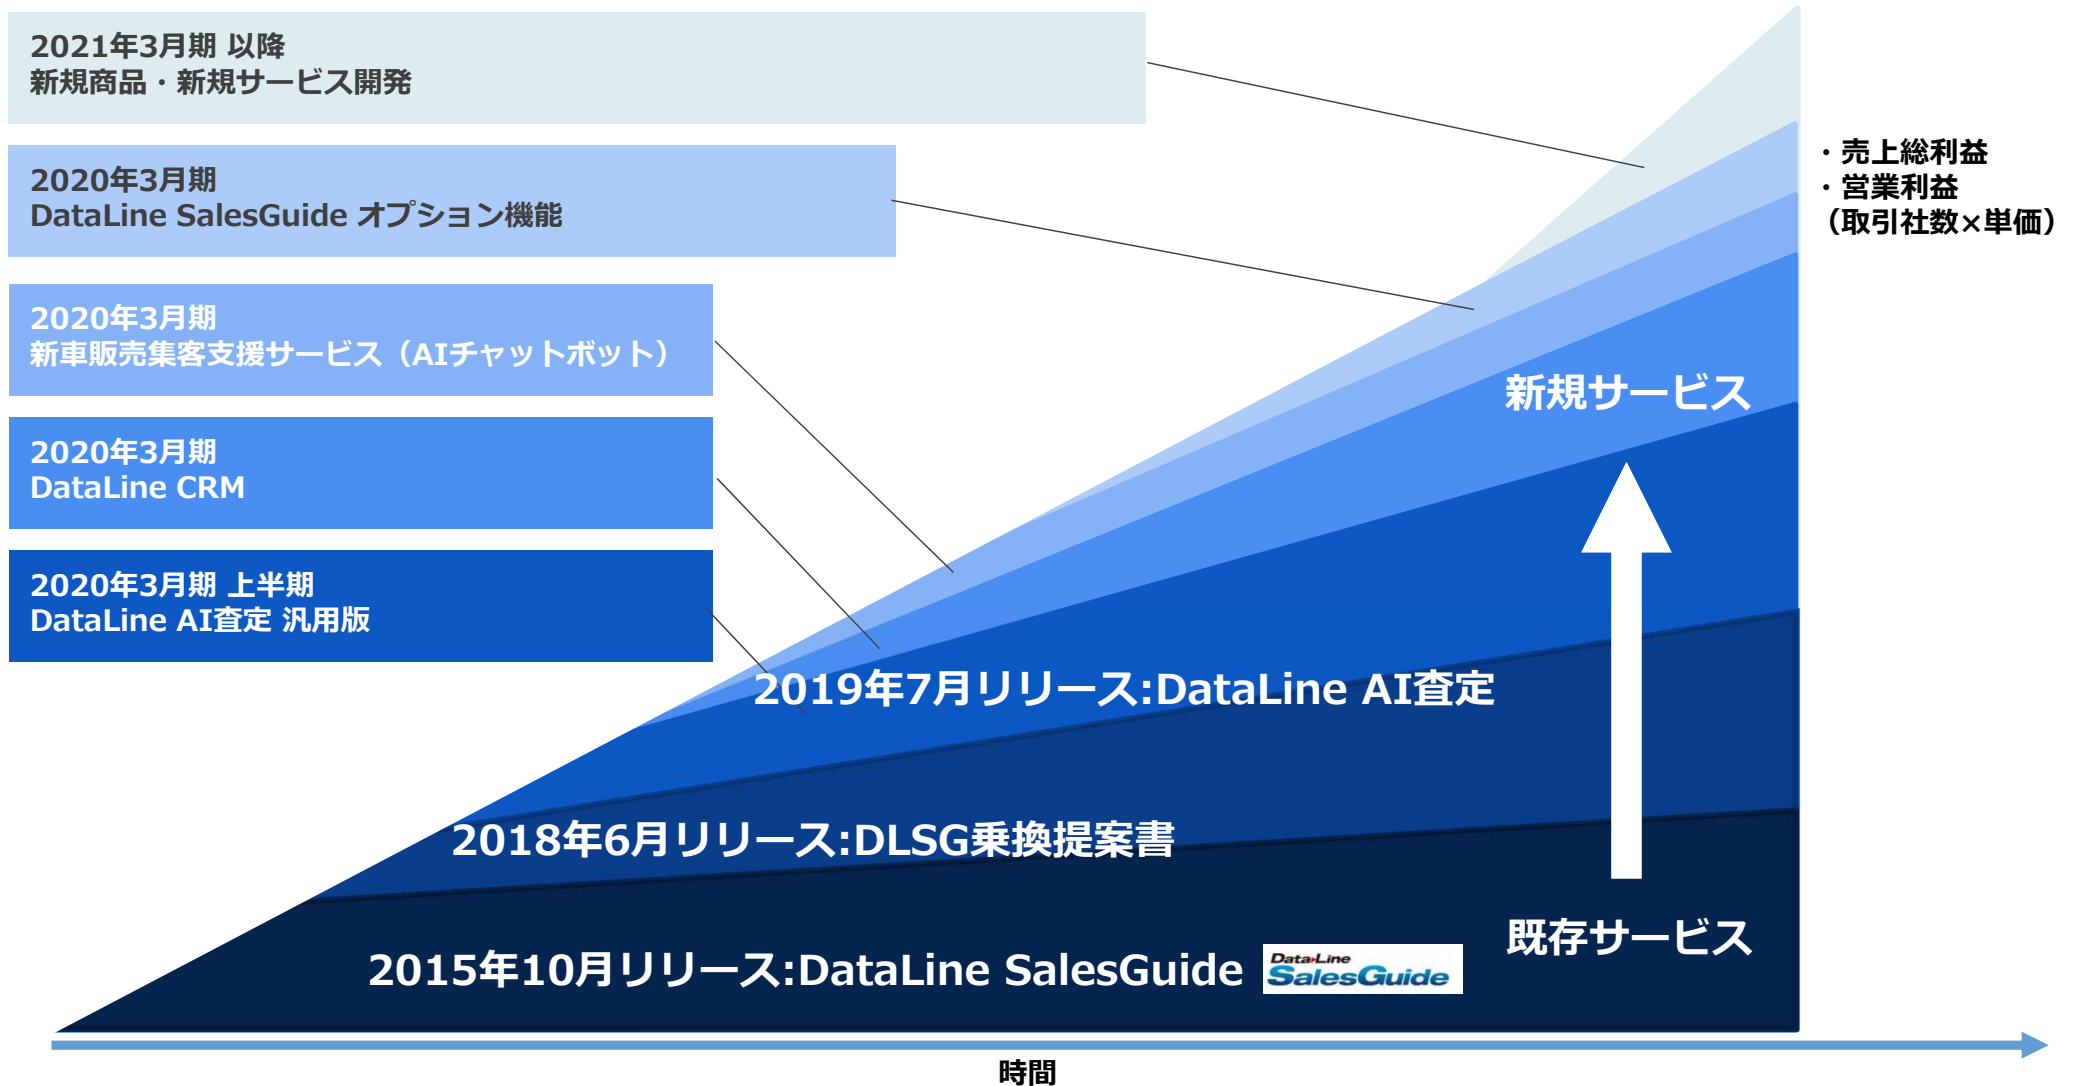 2021年3月期 以降
新規商品・新規サービス開発
2020年3月期
DataLine SalesGuide オプション機能
2020年3月期
新車販売集客支援サービス（AIチャットボット）
2020年3月期
DataLine CRM
2020年3月期 上半期
DataLine AI査定 汎用版
・売上総利益
・営業利益
（取引社数×単価）
新規サービス
2019年7月リリース:DataLine AI査定
2018年6月リリース:DLSG乗換提案書
既存サービス
2015年10月リリース:DataLine SalesGuide
DataLine
SalesGuide
時間